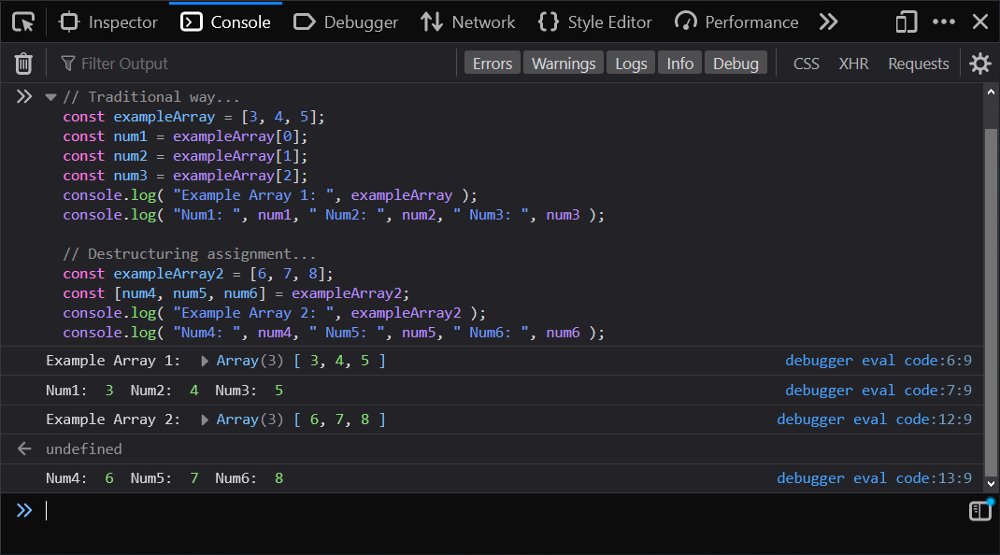 Inspector Console Debugger Network Style Editor Performance
Filter Output Errors Warnings Logs Info Debug CSS XHR Requests
// Traditional way...
const exampleArray = [3, 4, 5];
const num1 = exampleArray[0];
const num2 = exampleArray[1];
const num3 = exampleArray[2];
console.log( "Example Array 1: ", exampleArray );
console.log( "Num1: ", num1, " Num2: ", num2, " Num3: ", num3 );
// Destructuring assignment...
const exampleArray2 = [6, 7, 8];
const [num4, num5, num6] = exampleArray2;
console.log( "Example Array 2: ", exampleArray2 );
console.log( "Num4: ", num4, " Num5: ", num5, " Num6: ", num6 );
Example Array 1: Array(3) [ 3, 4, 5 ] debugger eval code:6:9
Num1: 3 Num2: 4 Num3: 5 debugger eval code:7:9
Example Array 2: Array(3) [ 6, 7, 8 ] debugger eval code:12:9
undefined
Num4: 6 Num5: 7 Num6: 8 debugger eval code:13:9